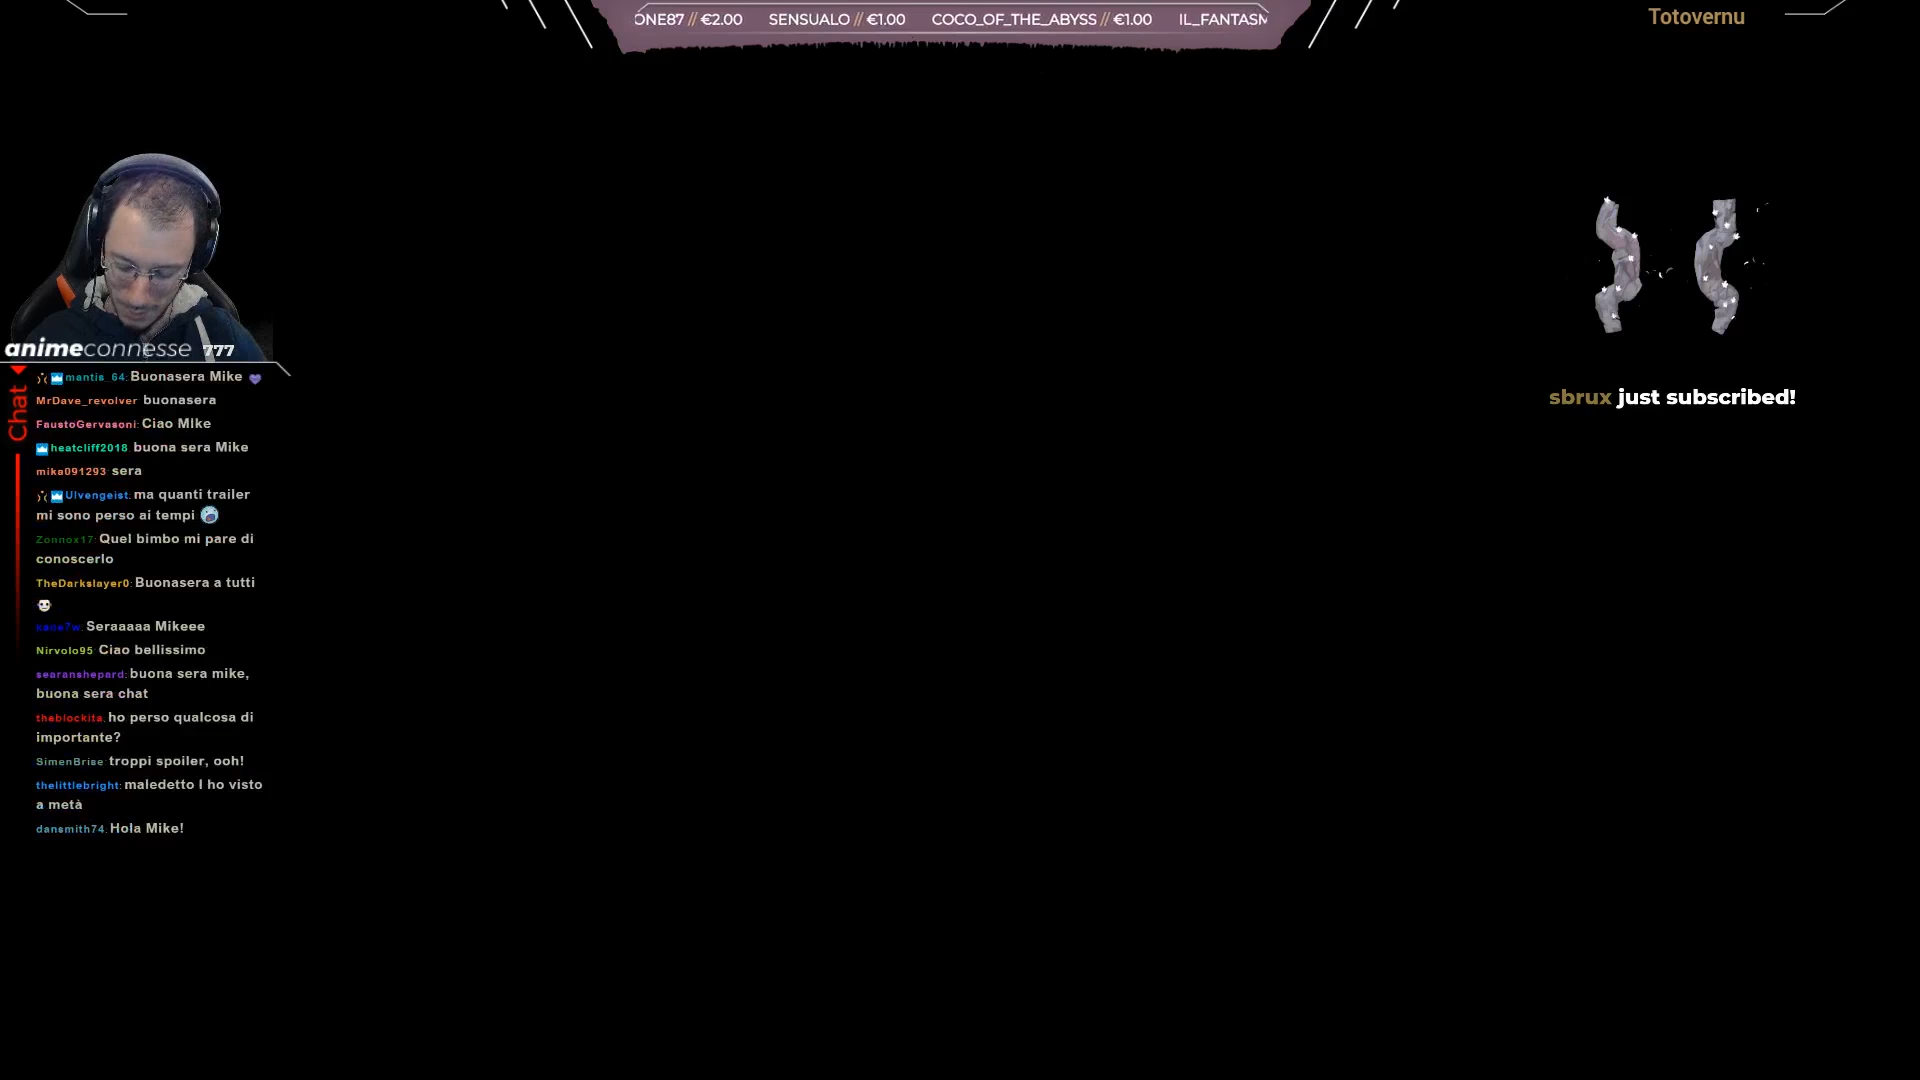 ONE87 // €2.00 SENSUALO // €1.00 COCO_OF_THE_ABYSS // €1.00 IL_FANTASM
Totovernu
animeconnesse 777
Chat
mantis_64: Buonasera Mike
MrDave_revolver buonasera
FaustoGervasoni: Ciao MIke
heatcliff2018 buona sera Mike
mika091293 sera
Ulvengeist. ma quanti trailer
mi sono perso ai tempi
Zonnox17: Quel bimbo mi pare di
conoscerlo
TheDarkslayer0: Buonasera a tutti
Seraaaaa Mikeee
Nirvolo95 Ciao bellissimo
searanshepard: buona sera mike,
buona sera chat
theblockita. ho perso qualcosa di
importante?
SimenBrise troppi spoiler, ooh!
thelittlebright: maledetto l ho visto
a metà
dansmith74. Hola Mike!
sbrux just subscribed!